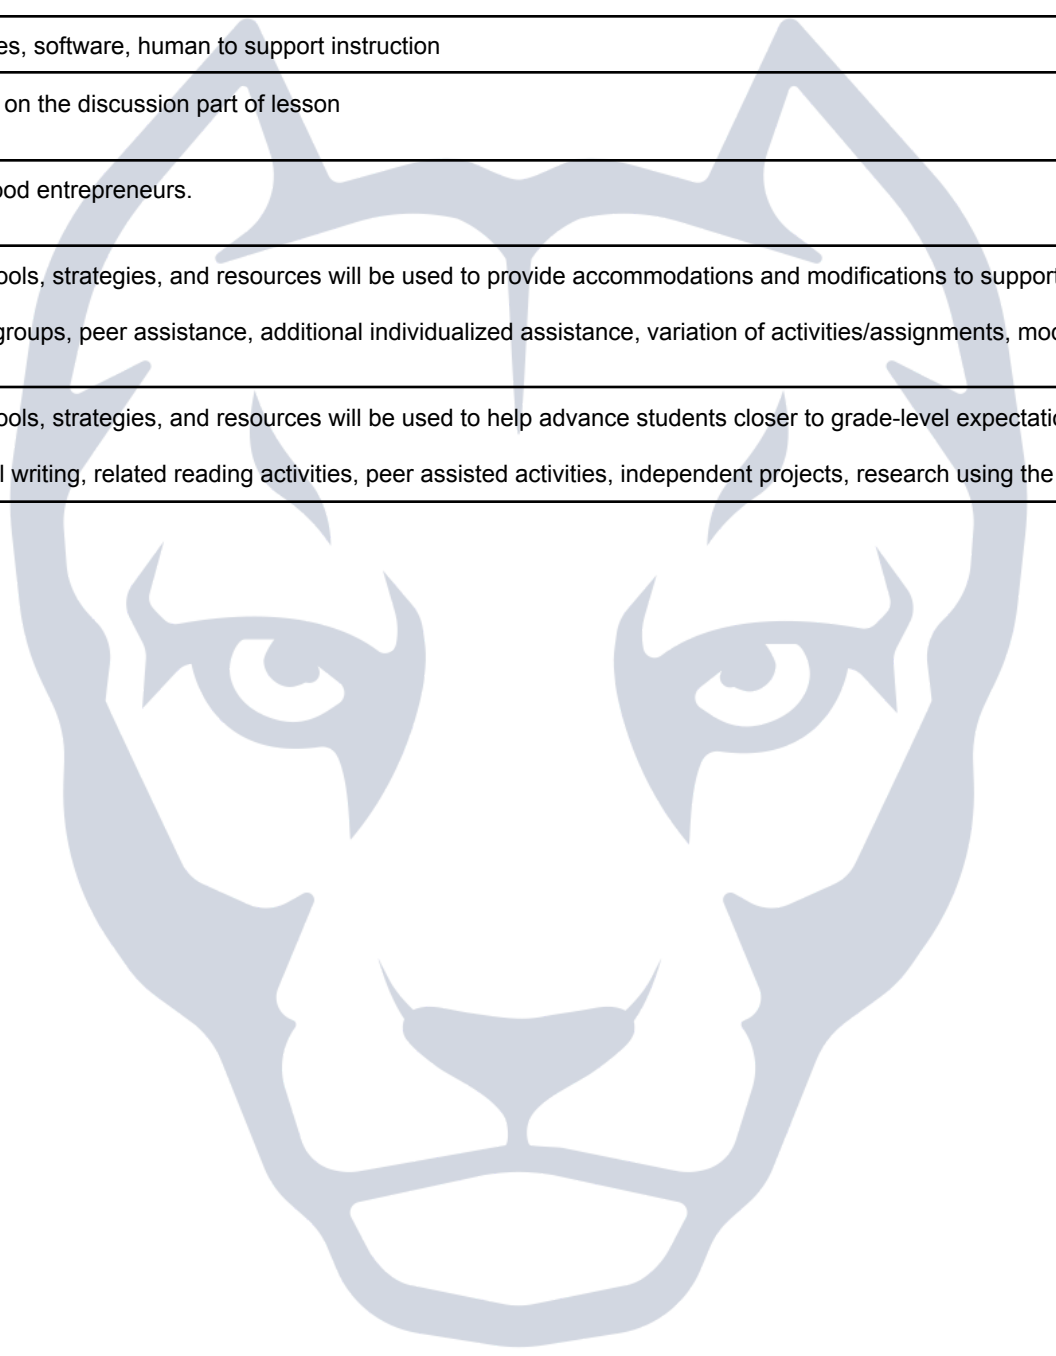 es, software, human to support instruction
on the discussion part of lesson
ood entrepreneurs.
ools, strategies, and resources will be used to provide accommodations and modifications to support
groups, peer assistance, additional individualized assistance, variation of activities/assignments, mod
ools, strategies, and resources will be used to help advance students closer to grade-level expectatio
l writing, related reading activities, peer assisted activities, independent projects, research using the